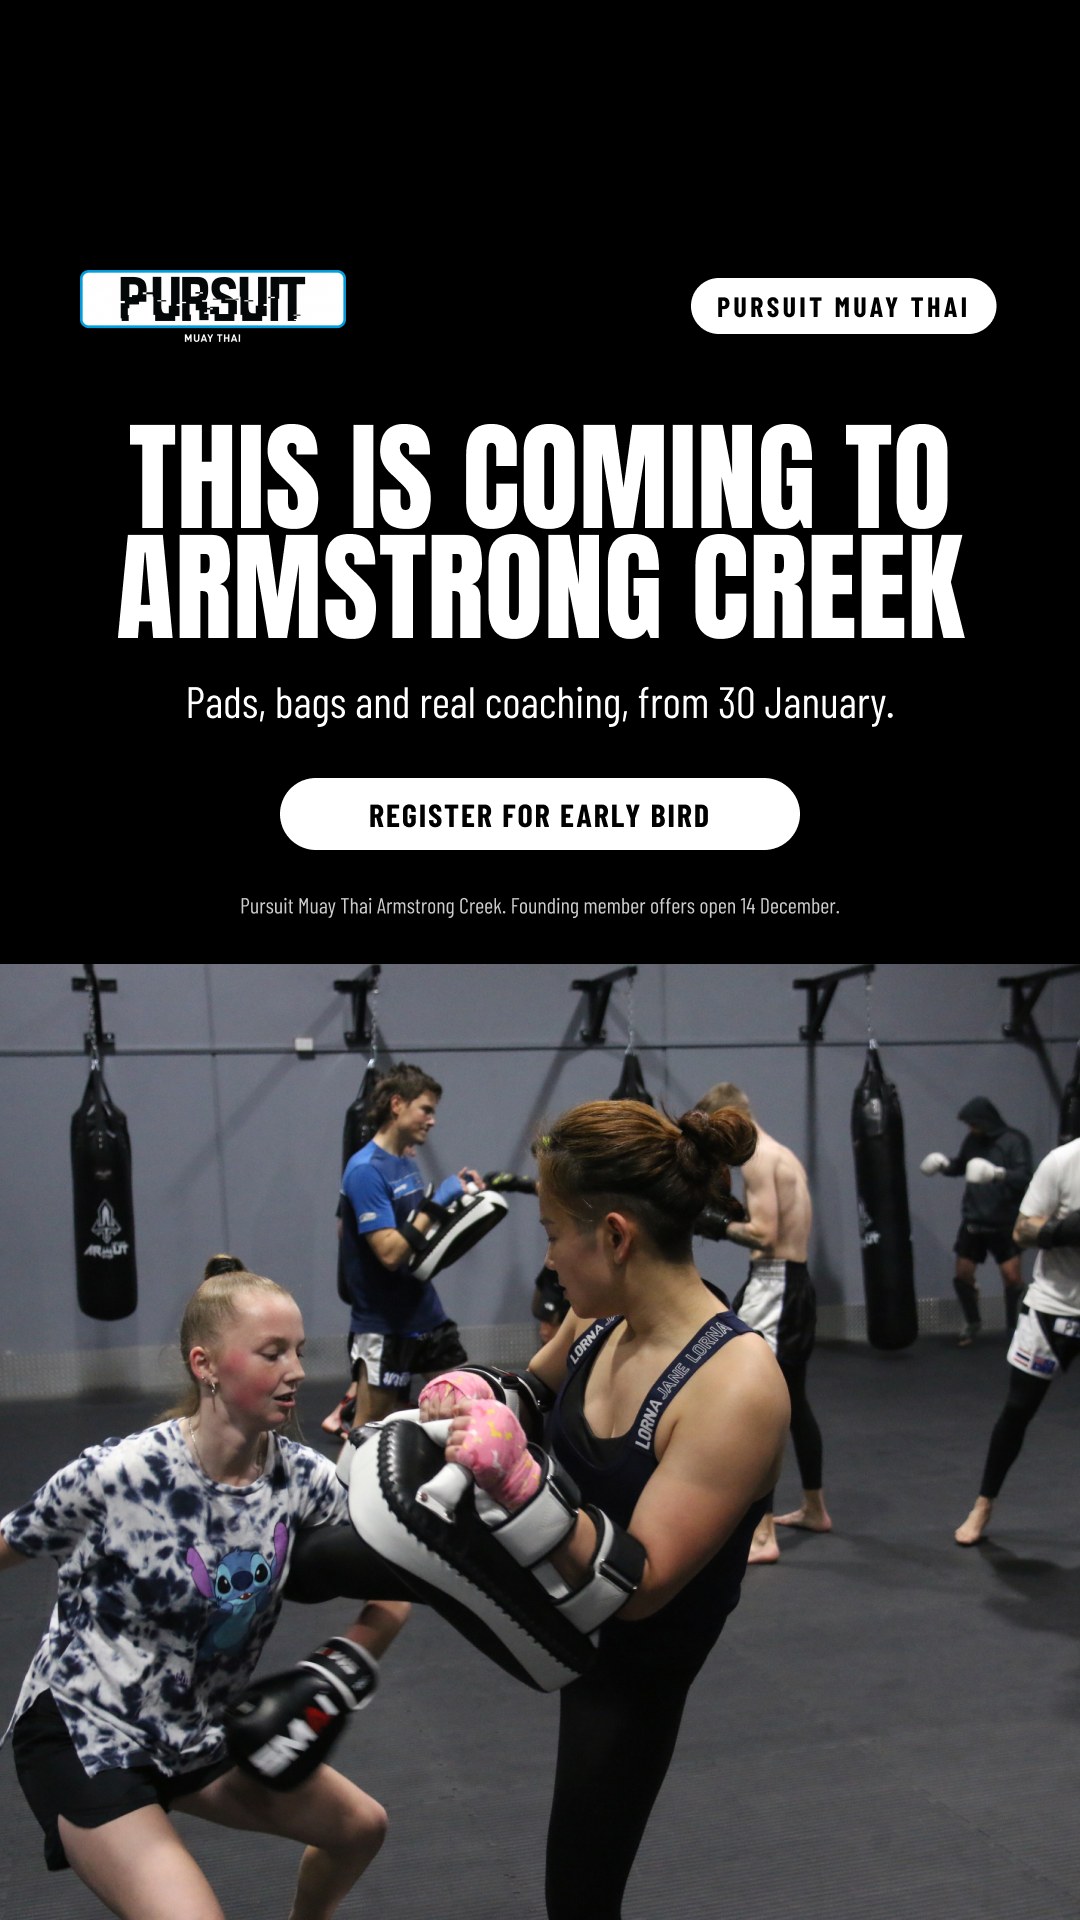 PURSUIT
MUAY THAI
PURSUIT MUAY THAI
THIS IS COMING TO
ARMSTRONG CREEK
Pads, bags and real coaching, from 30 January.
REGISTER FOR EARLY BIRD
Pursuit Muay Thai Armstrong Creek. Founding member offers open 14 December.
LORNA JANE LORNA
LORNA
SMAI